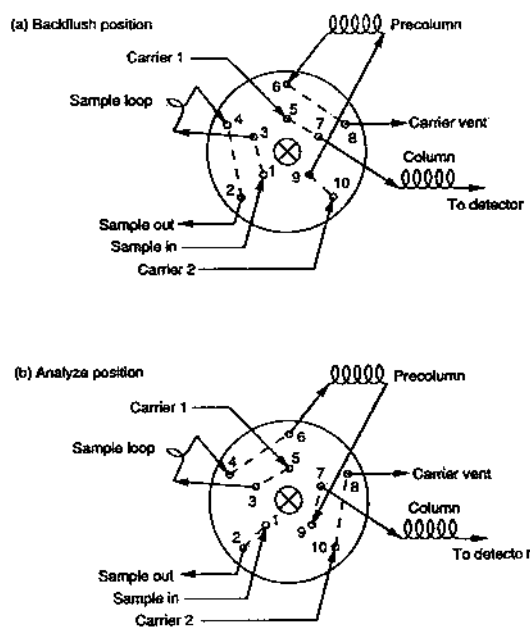 (a) Backflush position
Precolumn
Carrier 1
Sample loop
6
5
4
3
7
8
Carrier vent
Column
1
9
10
2
To detector
Sample out
Sample in
Carrier 2
(b) Analyze position
Precolumn
Carrier 1
Sample loop
6
5
4
7
8
Carrier vent
3
Column
1
2
9
10
To detector
Sample out
Sample in
Carrier 2